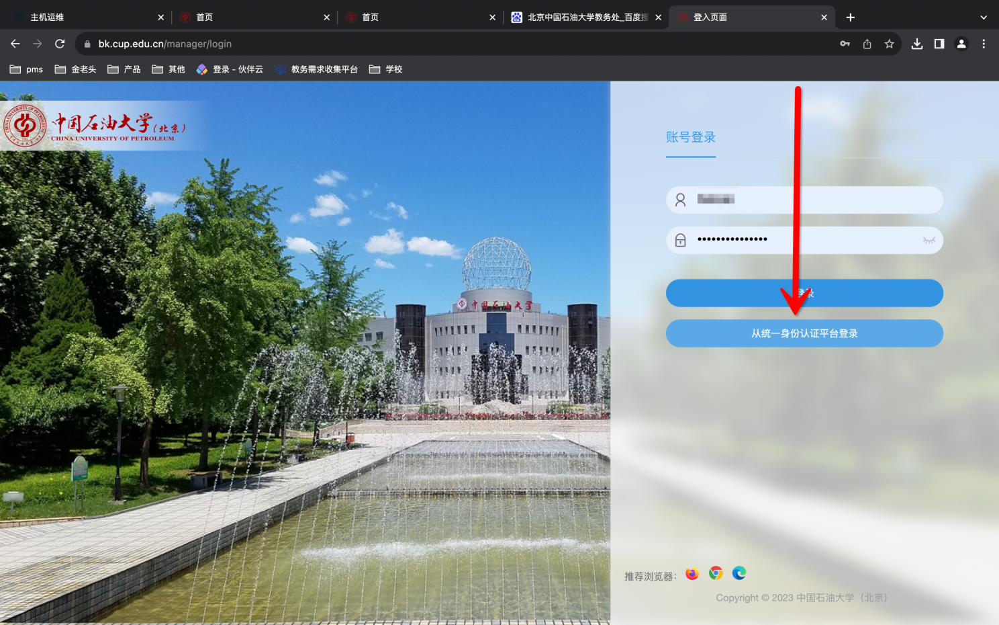 主机运维
首页
首页
北京中国石油大学教务处_百度搜
登入页面
bk.cup.edu.cn/manager/login
pms
金老头
产品
其他
登录 - 伙伴云
教务需求收集平台
学校
中国石油大学(北京)
CHINA UNIVERSITY OF PETROLEUM
中国石油大学
账号登录
登录
从统一身份认证平台登录
推荐浏览器：
Copyright © 2023 中国石油大学（北京）